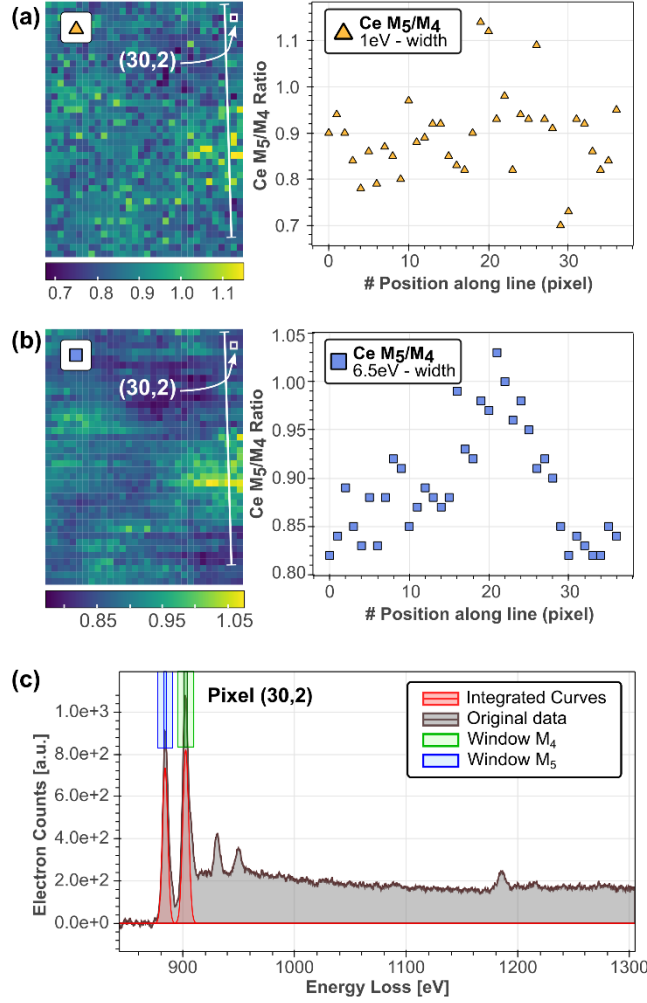 (a)
(30,2)
0.7 0.8 0.9 1.0 1.1
Ce M5/M4 Ratio
1.1
1.0
0.9
0.8
0.7
Ce M5/M4
1eV - width
0 10 20 30
# Position along line (pixel)
(b)
(30,2)
0.85 0.95 1.05
Ce M5/M4 Ratio
1.05
1.00
0.95
0.90
0.85
0.80
Ce M5/M4
6.5eV - width
0 10 20 30
# Position along line (pixel)
(c)
Pixel (30,2)
Electron Counts [a.u.]
1.0e+3
8.0e+2
6.0e+2
4.0e+2
2.0e+2
0.0e+0
Integrated Curves
Original data
Window M4
Window M5
900 1000 1100 1200 1300
Energy Loss [eV]